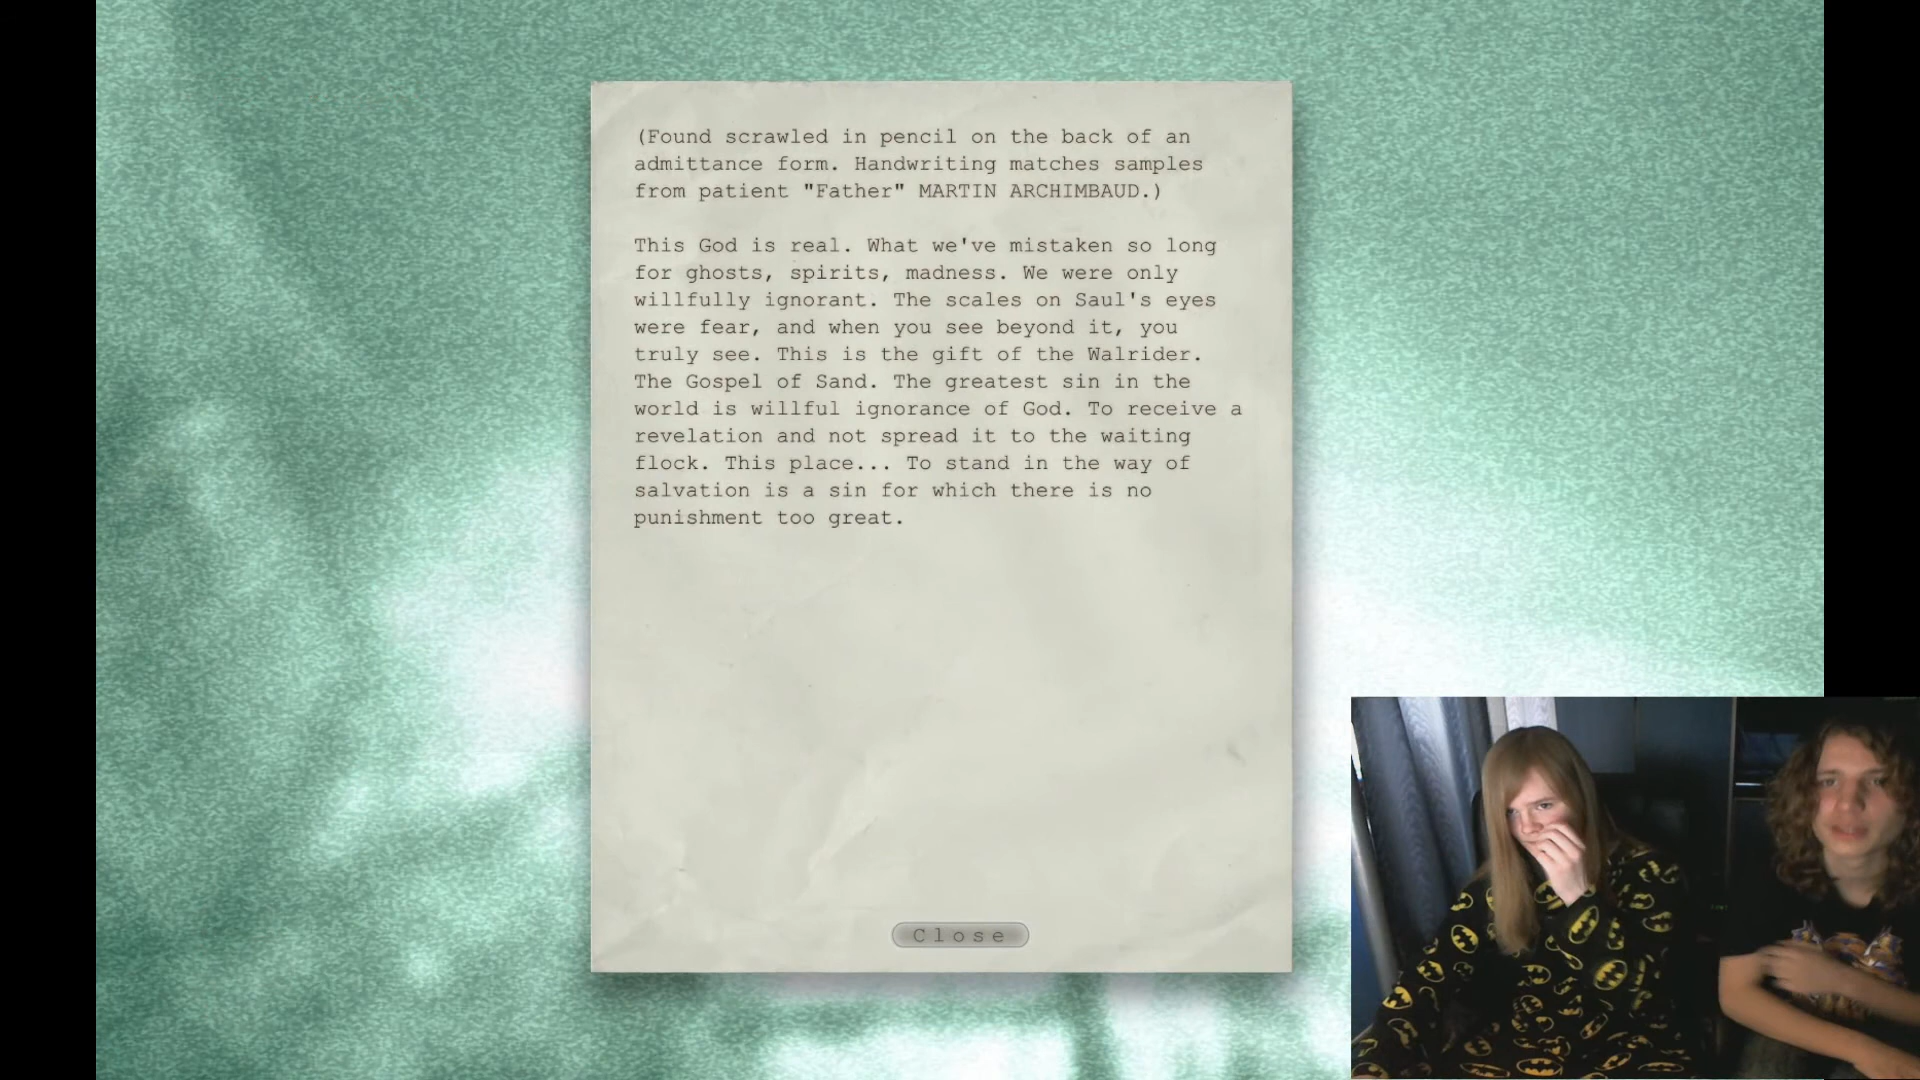 (Found scrawled in pencil on the back of an
admittance form. Handwriting matches samples
from patient "Father" MARTIN ARCHIMBAUD.)
This God is real. What we've mistaken so long
for ghosts, spirits, madness. We were only
willfully ignorant. The scales on Saul's eyes
were fear, and when you see beyond it, you
truly see. This is the gift of the Walrider.
The Gospel of Sand. The greatest sin in the
world is willful ignorance of God. To receive a
revelation and not spread it to the waiting
flock. This place... To stand in the way of
salvation is a sin for which there is no
punishment too great.
Close